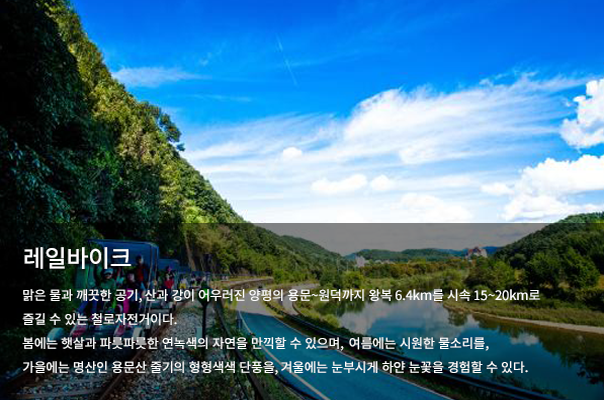 레일바이크
맑은 물과 깨끗한 공기, 산과 강이 어우러진 양평의 용문~원덕까지 왕복 6.4km를 시속 15~20km로
즐길 수 있는 철로자전거이다.
봄에는 햇살과 파릇파릇한 연녹색의 자연을 만끽할 수 있으며, 여름에는 시원한 물소리를,
가을에는 명산인 용문산 줄기의 형형색색 단풍을, 겨울에는 눈부시게 하얀 눈꽃을 경험할 수 있다.